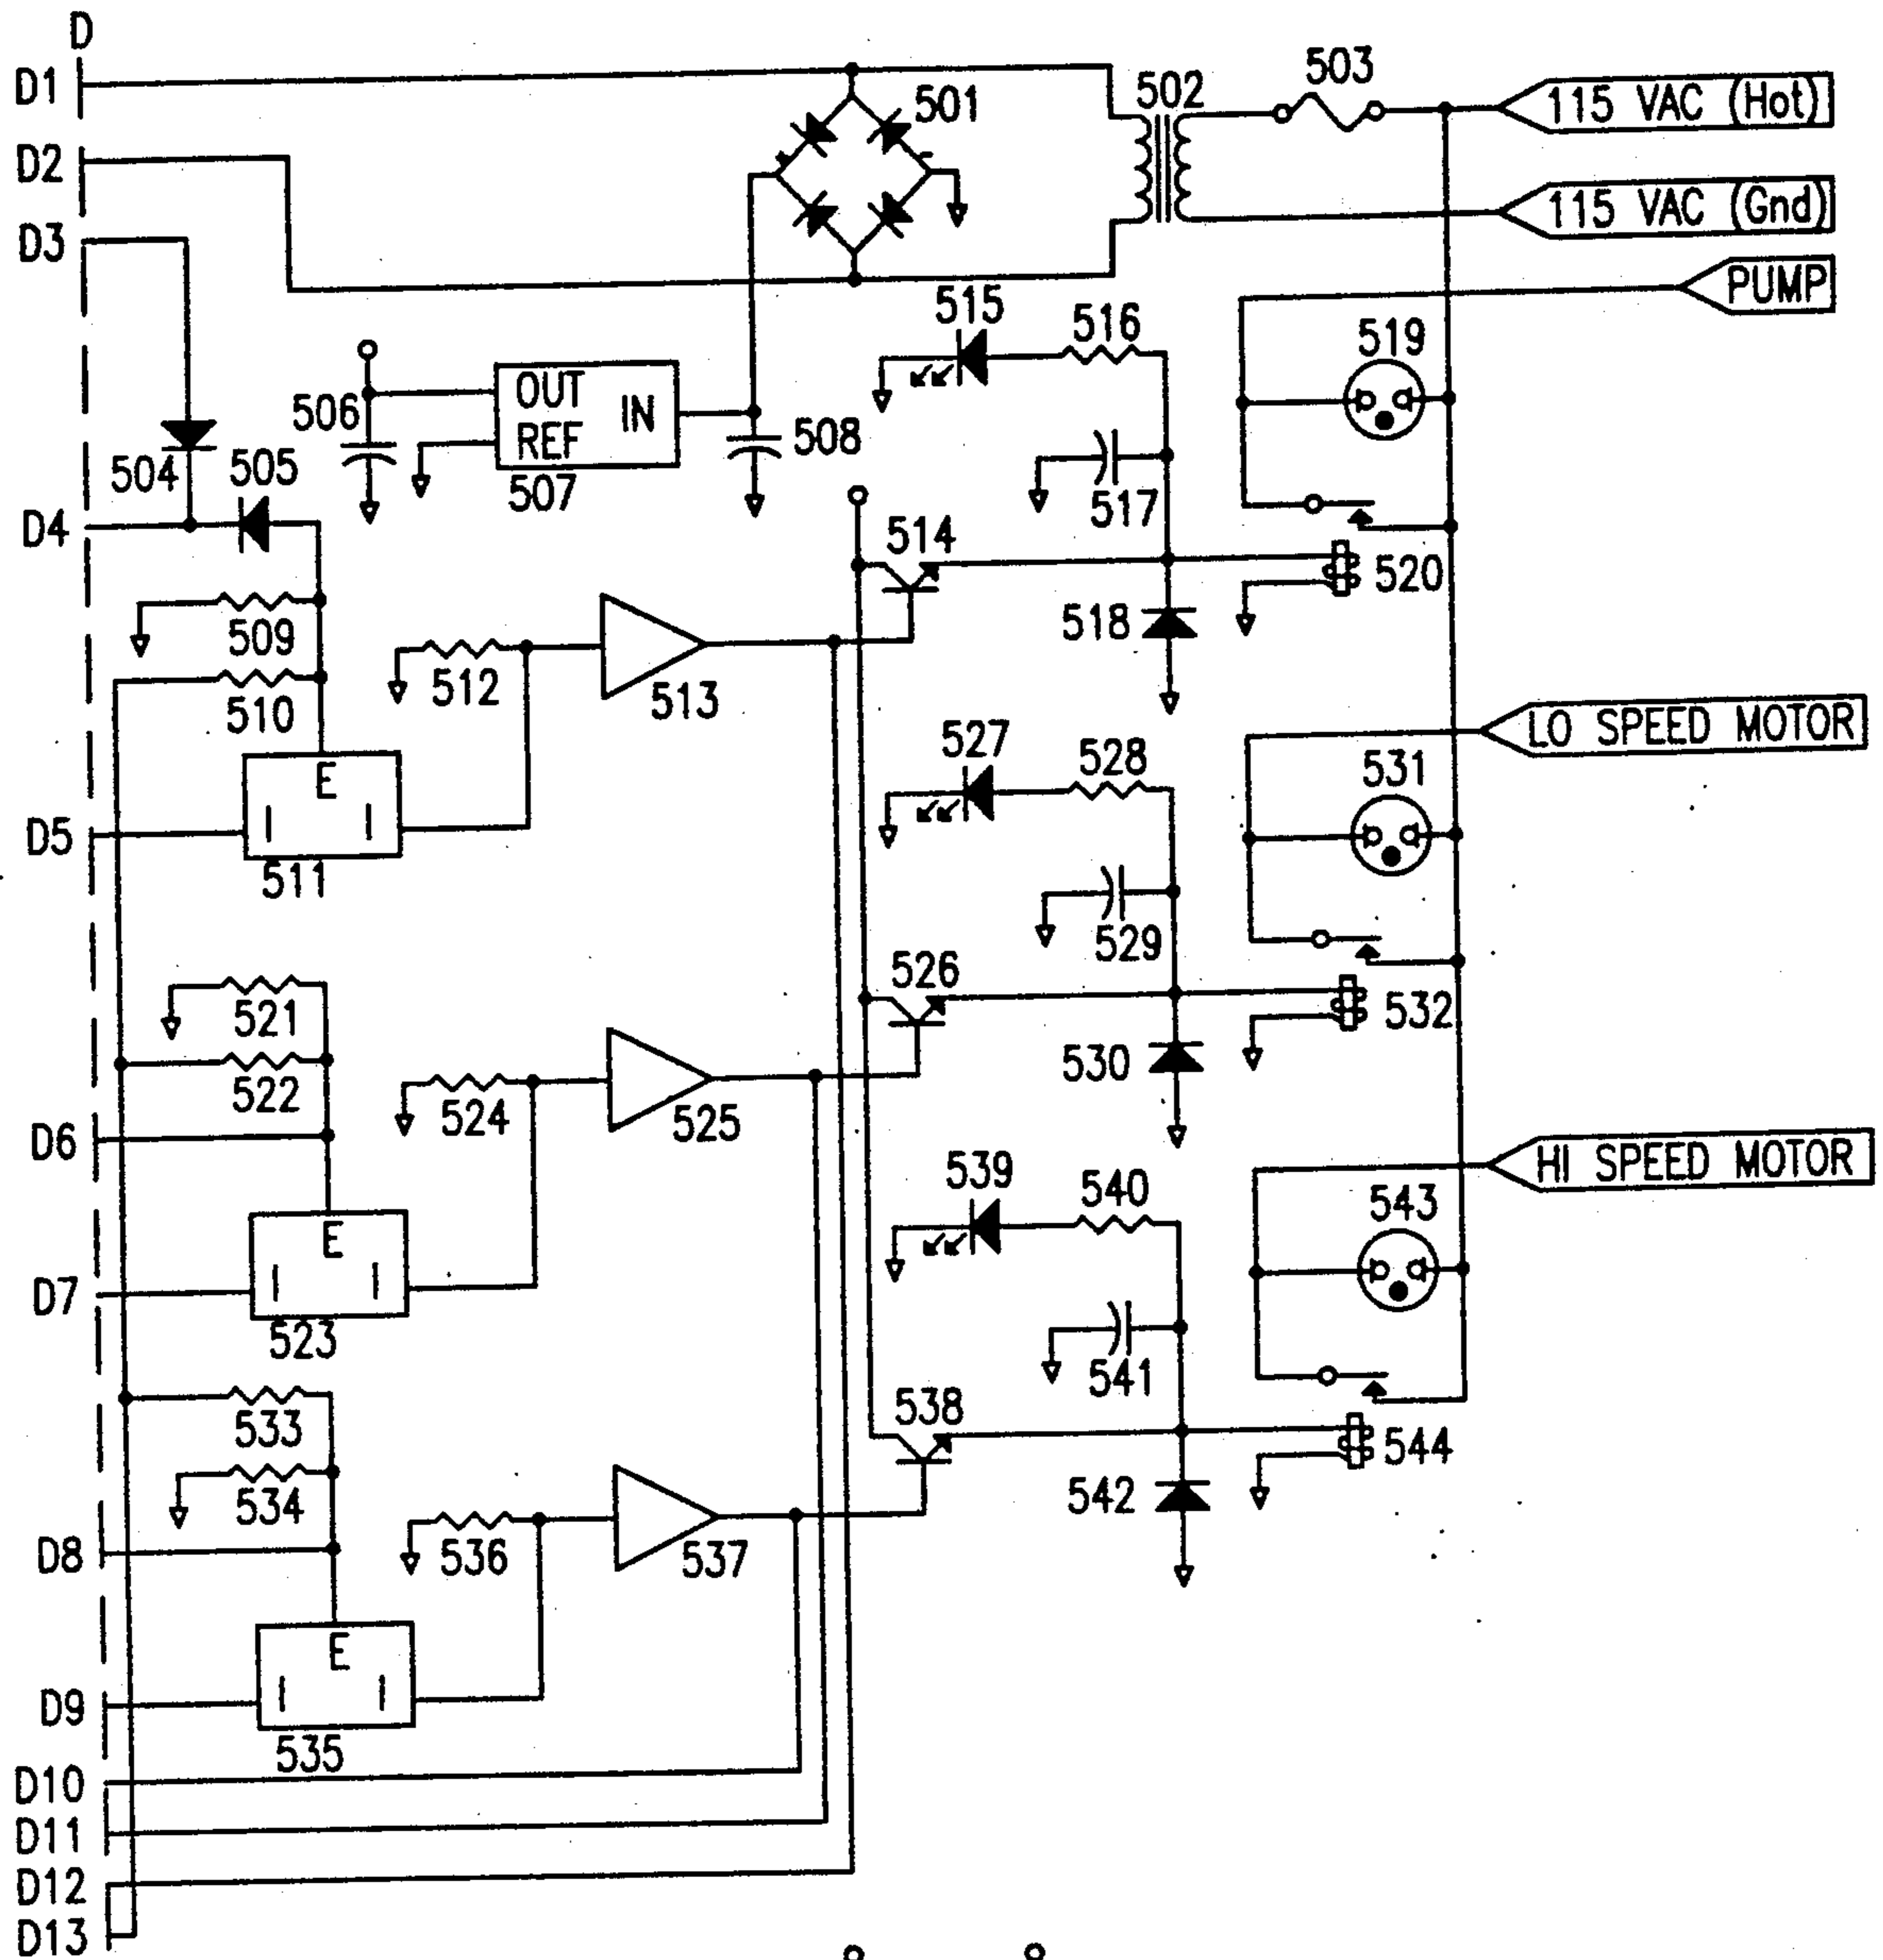 D
D1
503
502
501
115 VAC (Hot)
D2
115 VAC (Gnd)
D3
PUMP
515
516
519
506
OUT
REF
IN
508
504
505
507
517
D4
514
520
509
518
512
513
510
LO SPEED MOTOR
527
528
531
E
D5
I
I
511
529
526
521
532
530
522
524
525
D6
HI SPEED MOTOR
539
540
543
E
D7
I
I
523
541
538
533
544
542
534
D8
536
537
E
D9
I
I
535
D10
D11
D12
D13